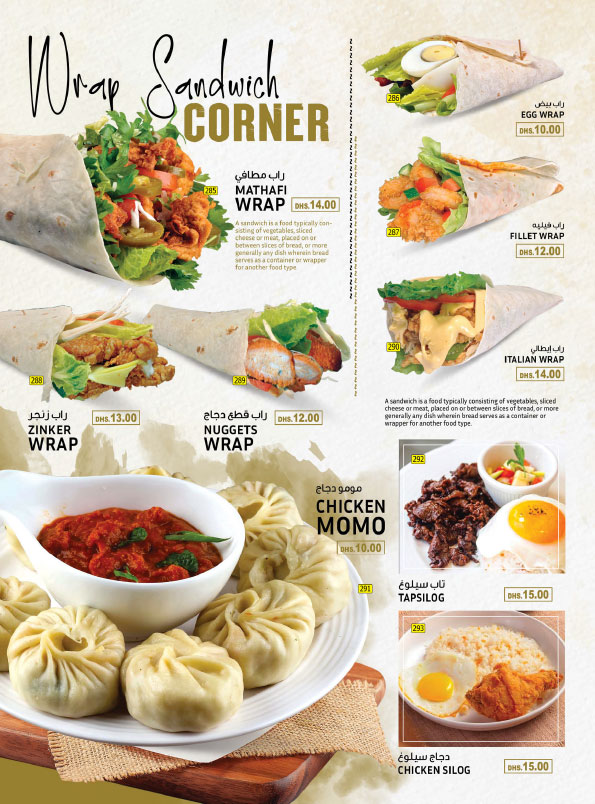 Wrap Sandwich
CORNER
285
راب مطافي
MATHAFI
WRAP DHS.14.00
A sandwich is a food typically con-
sisting of vegetables, sliced
cheese or meat, placed on or
between slices of bread, or more
generally any dish wherein bread
serves as a container or wrapper
for another food type.
286
راب بيض
EGG WRAP
DHS.10.00
287
راب فيليه
FILLET WRAP
DHS.12.00
290
راب إيطالي
ITALIAN WRAP
DHS.14.00
A sandwich is a food typically consisting of vegetables, sliced
cheese or meat, placed on or between slices of bread, or more
generally any dish wherein bread serves as a container or
wrapper for another food type.
288
راب زنجر
ZINKER
WRAP
DHS.13.00
289
راب قطع دجاج
NUGGETS
WRAP
DHS.12.00
مومو دجاج
CHICKEN
MOMO
DHS.10.00
291
292
تاب سيلوغ
TAPSILOG
DHS.15.00
293
دجاج سيلوغ
CHICKEN SILOG
DHS.15.00